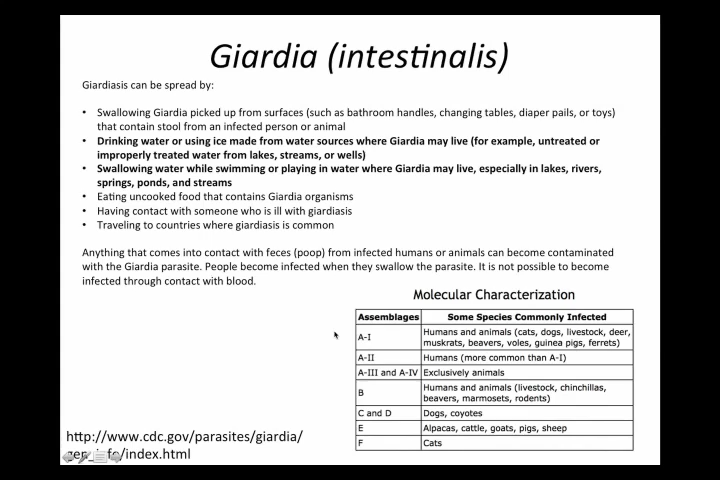 Giardia (intestinalis)
Giardiasis can be spread by:
• Swallowing Giardia picked up from surfaces (such as bathroom handles, changing tables, diaper pails, or toys)
that contain stool from an infected person or animal
• Drinking water or using ice made from water sources where Giardia may live (for example, untreated or
improperly treated water from lakes, streams, or wells)
• Swallowing water while swimming or playing in water where Giardia may live, especially in lakes, rivers,
springs, ponds, and streams
• Eating uncooked food that contains Giardia organisms
• Having contact with someone who is ill with giardiasis
• Traveling to countries where giardiasis is common
Anything that comes into contact with feces (poop) from infected humans or animals can become contaminated
with the Giardia parasite. People become infected when they swallow the parasite. It is not possible to become
infected through contact with blood.
Molecular Characterization
Assemblages Some Species Commonly Infected
A-I Humans and animals (cats, dogs, livestock, deer,
muskrats, beavers, voles, guinea pigs, ferrets)
A-II Humans (more common than A-I)
A-III and A-IV Exclusively animals
B Humans and animals (livestock, chinchillas,
beavers, marmosets, rodents)
C and D Dogs, coyotes
E Alpacas, cattle, goats, pigs, sheep
F Cats
http://www.cdc.gov/parasites/giardia/
gen_info/index.html